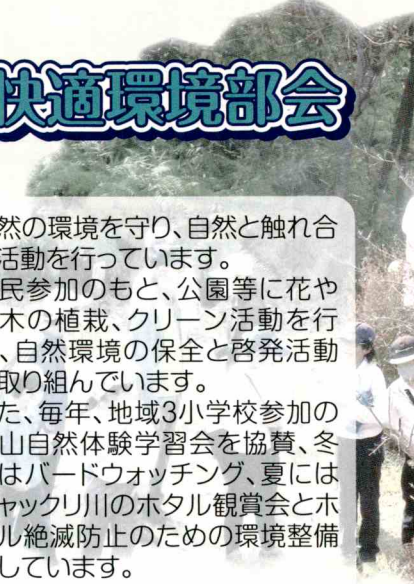 快適環境部会
然の環境を守り、自然と触れ合
活動を行っています。
民参加のもと、公園等に花や
木の植栽、クリーン活動を行
、自然環境の保全と啓発活動
取り組んでいます。
た、毎年、地域3小学校参加の
山自然体験学習会を協賛、冬
はバードウォッチング、夏には
ャックリ川のホタル観賞会とホ
ル絶滅防止のための環境整備
しています。